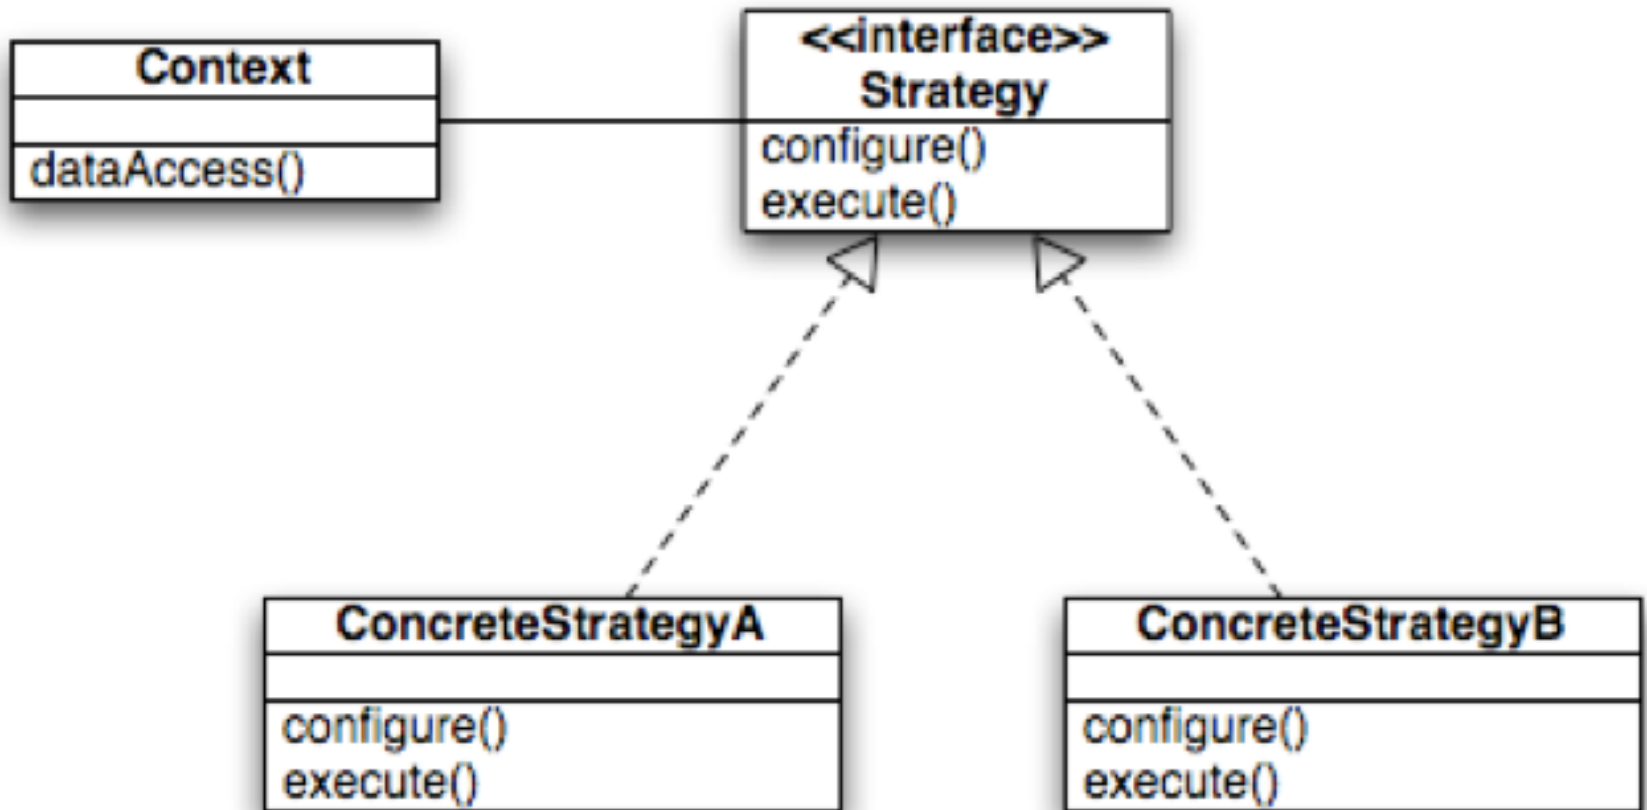 Context
dataAccess()
<<interface>>
Strategy
configure()
execute()
ConcreteStrategyA
configure()
execute()
ConcreteStrategyB
configure()
execute()